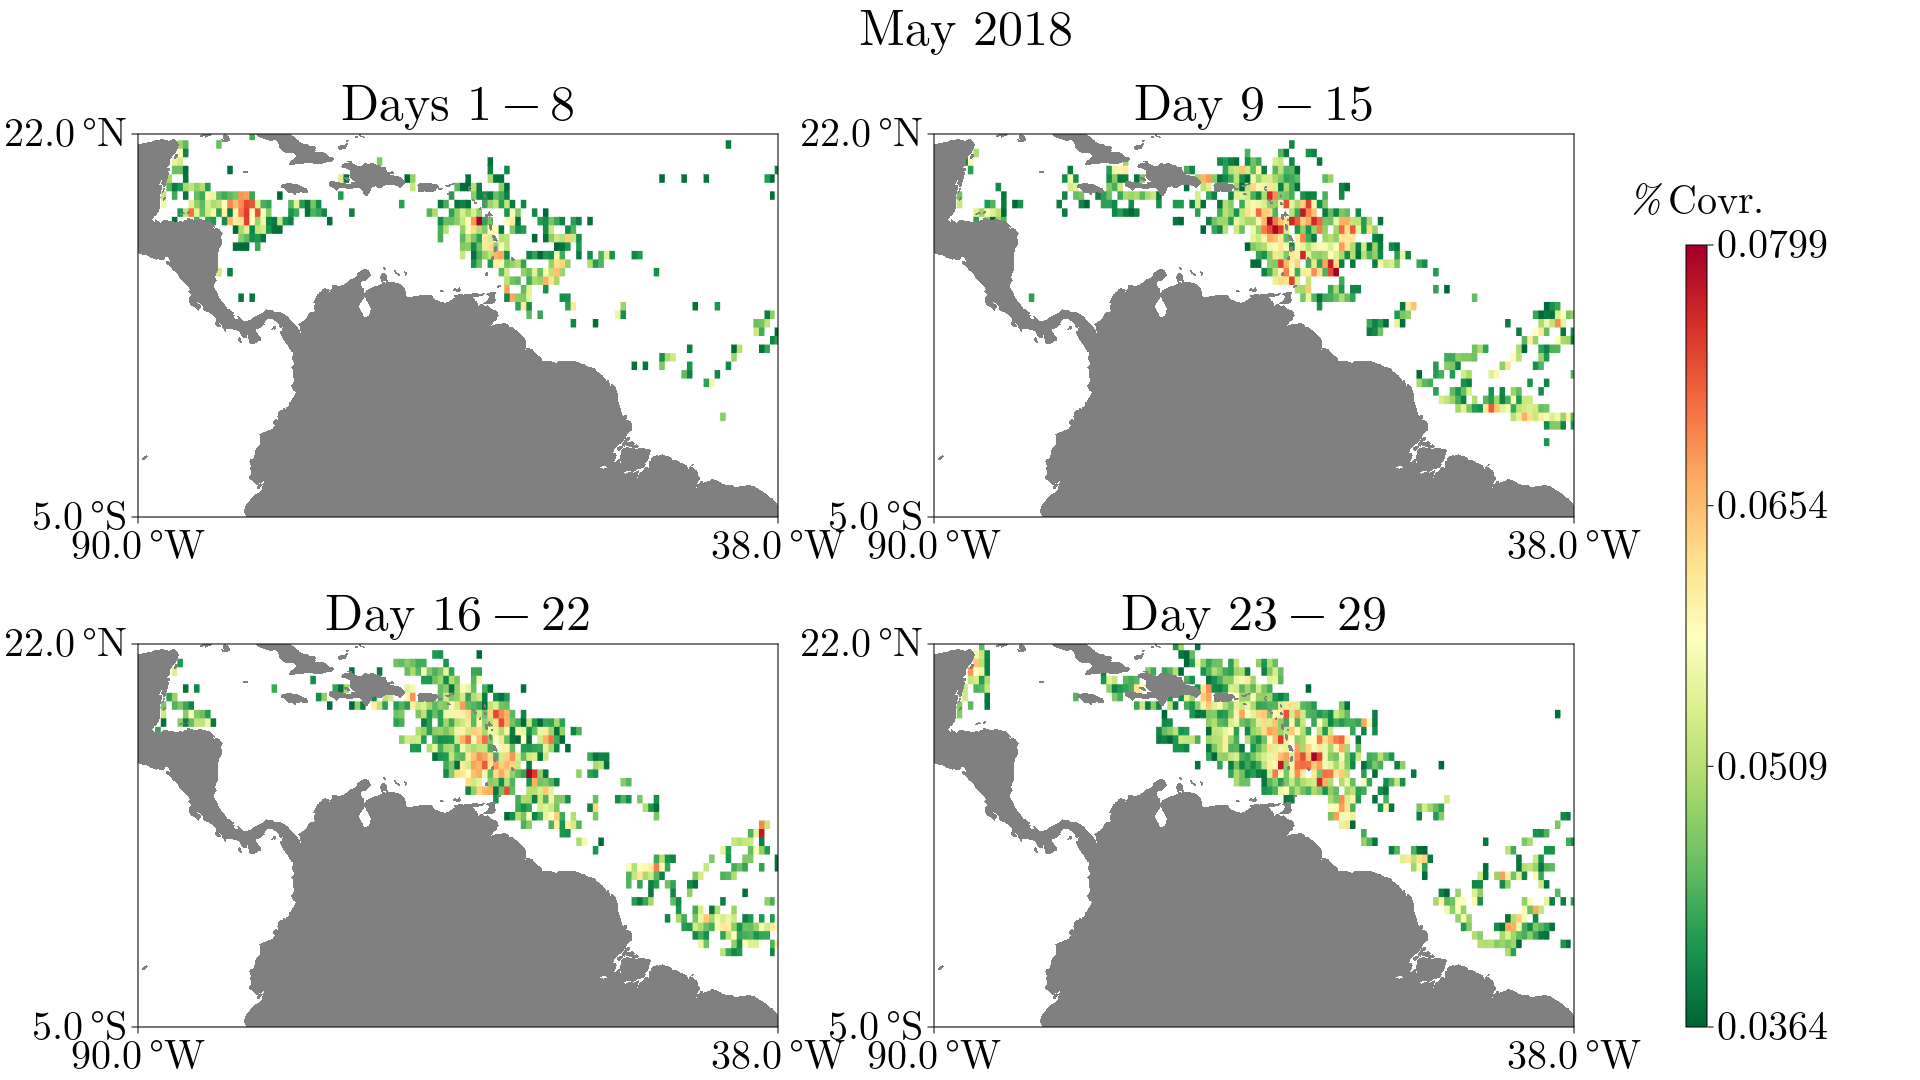 May 2018
Days 1 – 8
Day 9 – 15
22.0 °N
22.0 °N
5.0 °S
5.0 °S
90.0 °W
38.0 °W
90.0 °W
38.0 °W
% Covr.
0.0799
0.0654
0.0509
0.0364
Day 16 – 22
Day 23 – 29
22.0 °N
22.0 °N
5.0 °S
5.0 °S
90.0 °W
38.0 °W
90.0 °W
38.0 °W